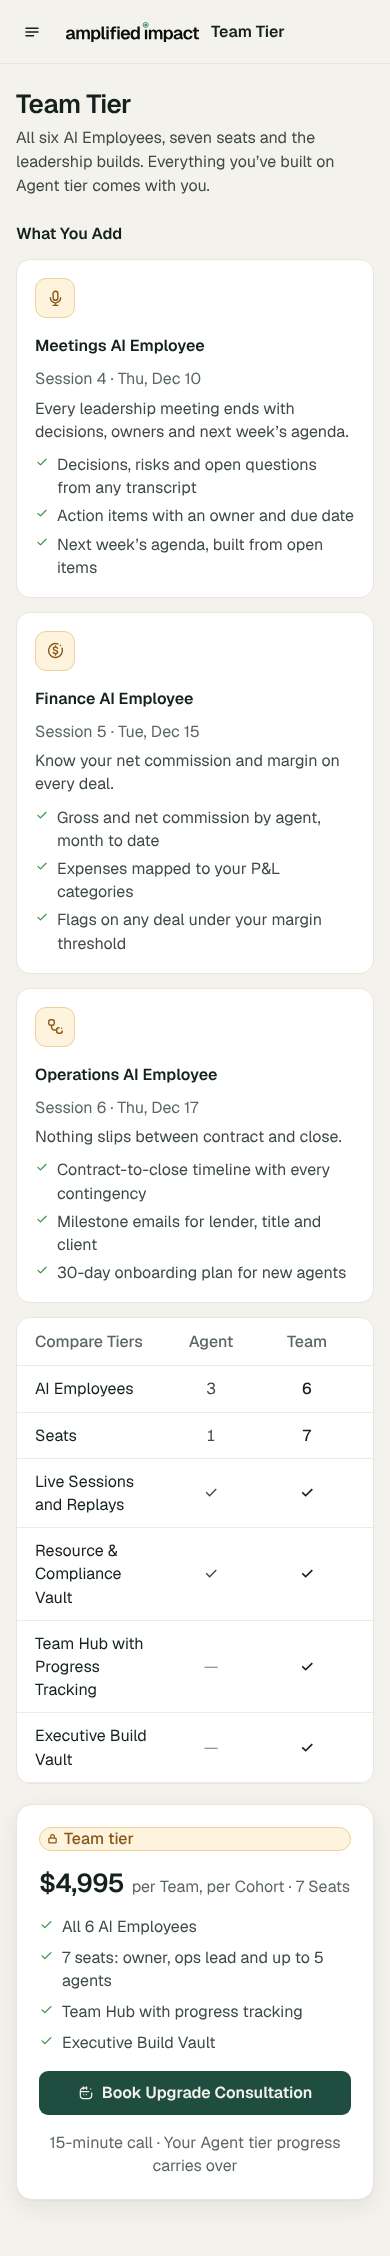 amplified impact Team Tier
Team Tier
All six AI Employees, seven seats and the
leadership builds. Everything you've built on
Agent tier comes with you.
What You Add
Meetings AI Employee
Session 4 · Thu, Dec 10
Every leadership meeting ends with
decisions, owners and next week's agenda.
Decisions, risks and open questions
from any transcript
Action items with an owner and due date
Next week's agenda, built from open
items
Finance AI Employee
Session 5 · Tue, Dec 15
Know your net commission and margin on
every deal.
Gross and net commission by agent,
month to date
Expenses mapped to your P&L
categories
Flags on any deal under your margin
threshold
Operations AI Employee
Session 6 · Thu, Dec 17
Nothing slips between contract and close.
Contract-to-close timeline with every
contingency
Milestone emails for lender, title and
client
30-day onboarding plan for new agents
Compare Tiers Agent Team
AI Employees 3 6
Seats 1 7
Live Sessions
and Replays
Resource &
Compliance
Vault
Team Hub with
Progress
Tracking
—
Executive Build
Vault
—
Team tier
$4,995 per Team, per Cohort · 7 Seats
All 6 AI Employees
7 seats: owner, ops lead and up to 5
agents
Team Hub with progress tracking
Executive Build Vault
Book Upgrade Consultation
15-minute call · Your Agent tier progress
carries over